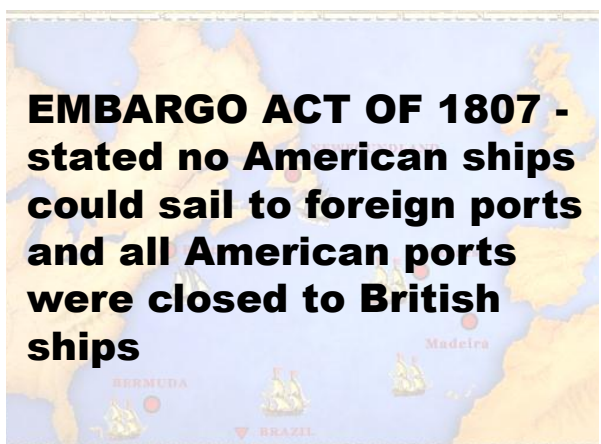 EMBARGO ACT OF 1807 -
stated no American ships
could sail to foreign ports
and all American ports
were closed to British
ships
Madeira
BERMUDA
BRAZIL